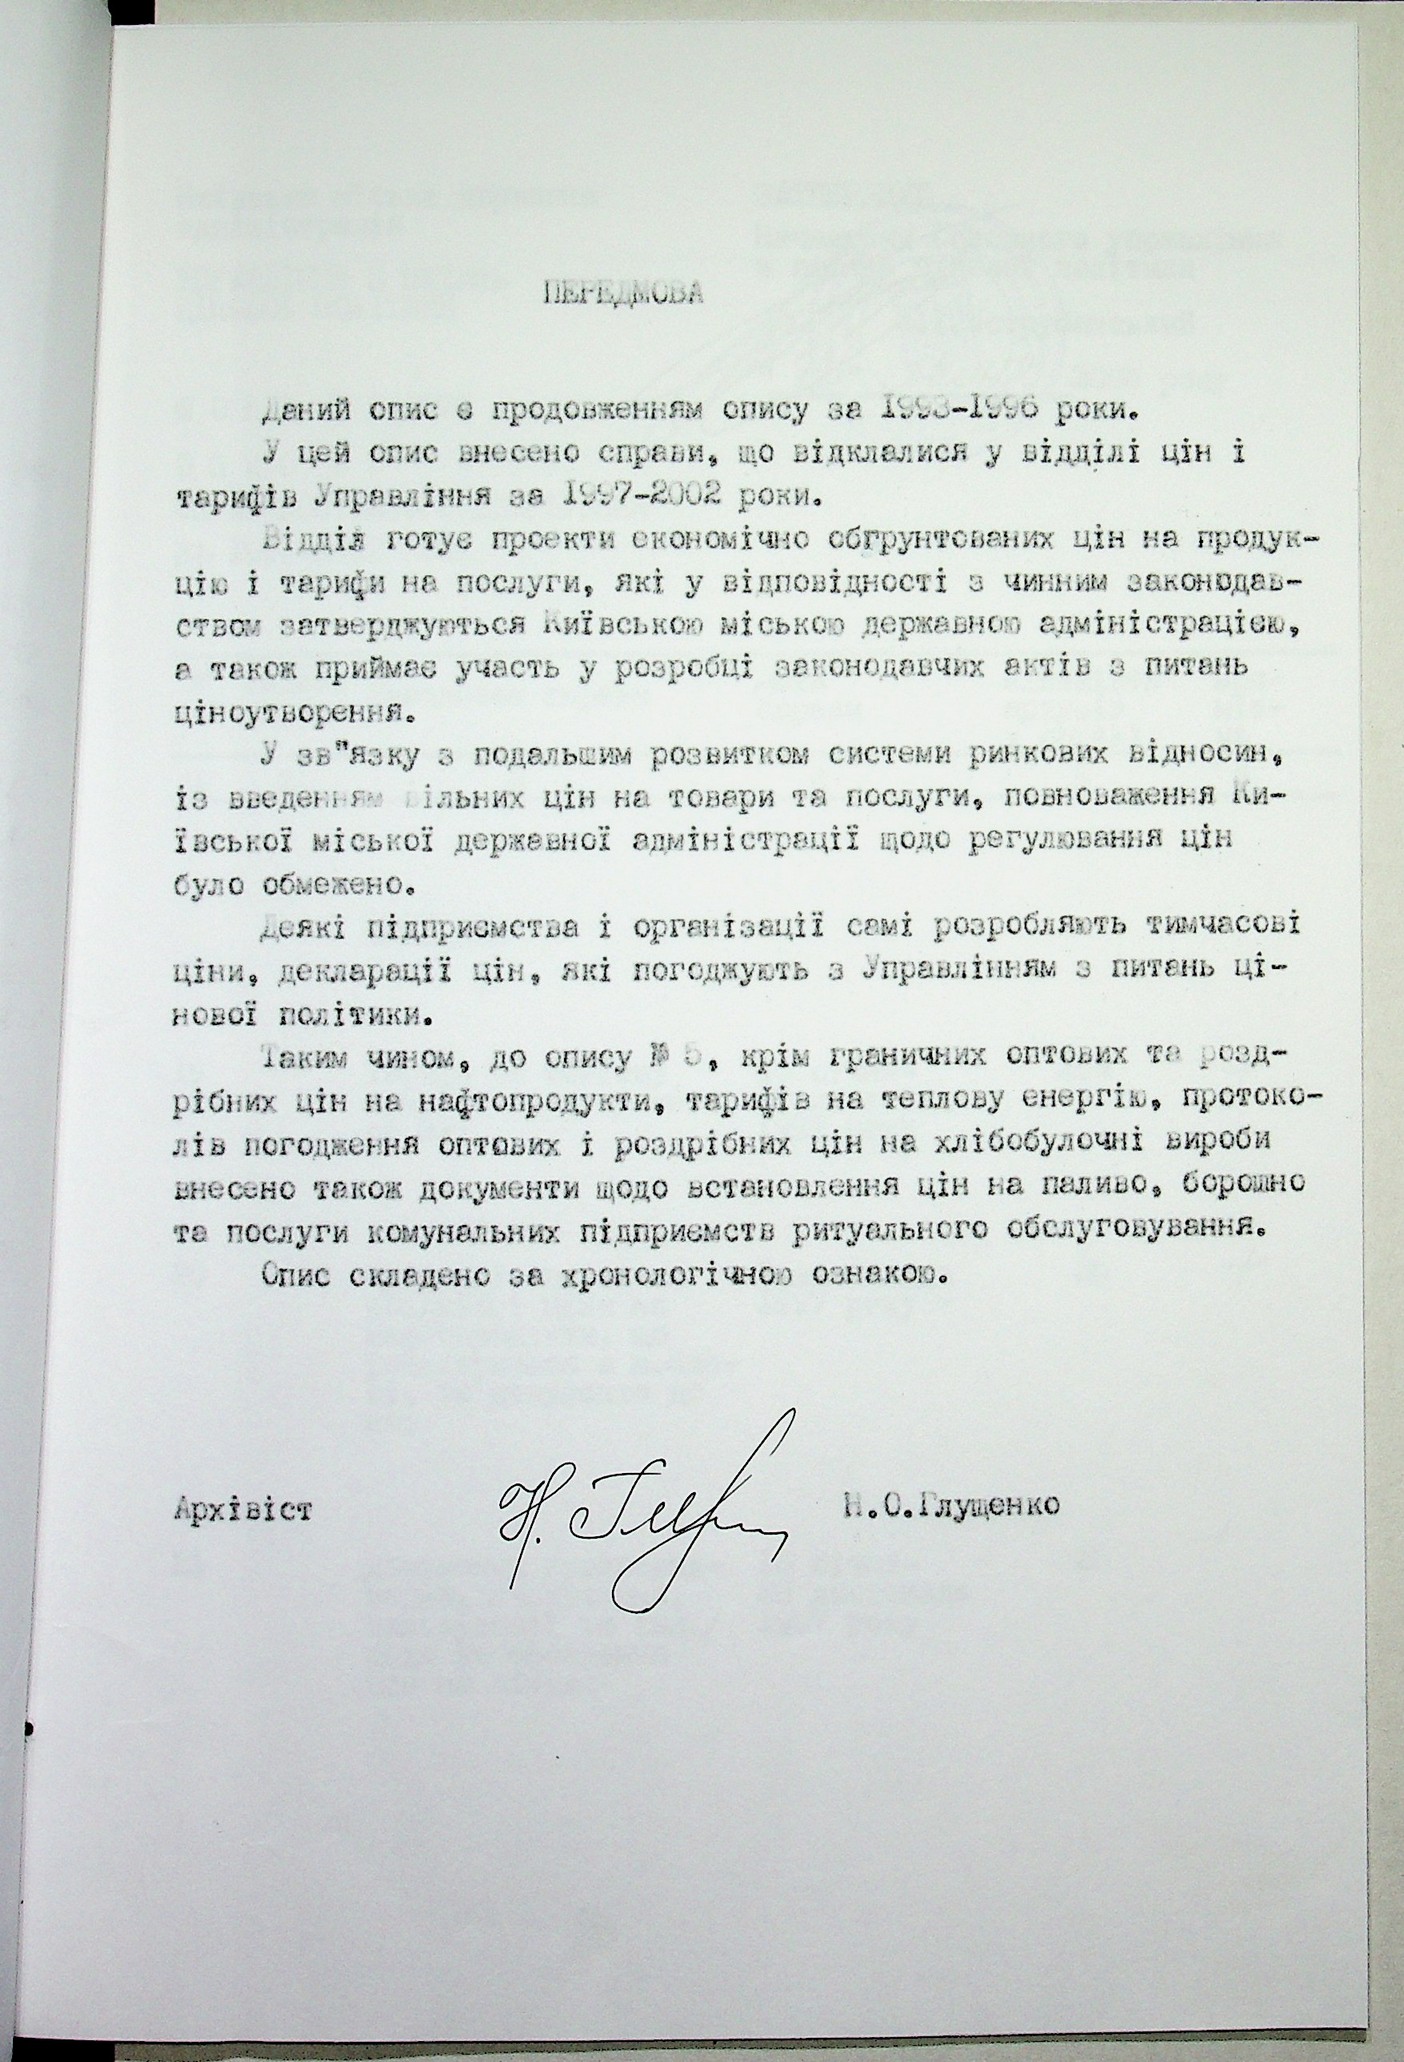 ПЕРЕДМОВА
Даний опис є продовженням опису за 1993-1996 роки.
У цей опис внесено справи, що відклалися у відділі цін і
тарифів Управління за 1997-2002 роки.
Відділ готує проекти економічно обгрунтованих цін на продук-
цію і тарифи на послуги, які у відповідності з чинним законодав-
ством затверджуються Київською міською державною адміністрацією,
а також приймає участь у розробці законодавчих актів з питань
ціноутворення.
У зв"язку з подальшим розвитком системи ринкових відносин,
із введенням вільних цін на товари та послуги, повноваження Ки-
ївської міської державної адміністрації щодо регулювання цін
було обмежено.
Деякі підприємства і організації самі розробляють тимчасові
ціни, декларації цін, які погоджують з Управлінням з питань ці-
нової політики.
Таким чином, до опису № 5, крім граничних оптових та розд-
рібних цін на нафтопродукти, тарифів на теплову енергію, протоко-
лів погодження оптових і роздрібних цін на хлібобулочні вироби
внесено також документи щодо встановлення цін на паливо, борошно
та послуги комунальних підприємств ритуального обслуговування.
Опис складено за хронологічною ознакою.
Архівіст Н.О.Глущенко